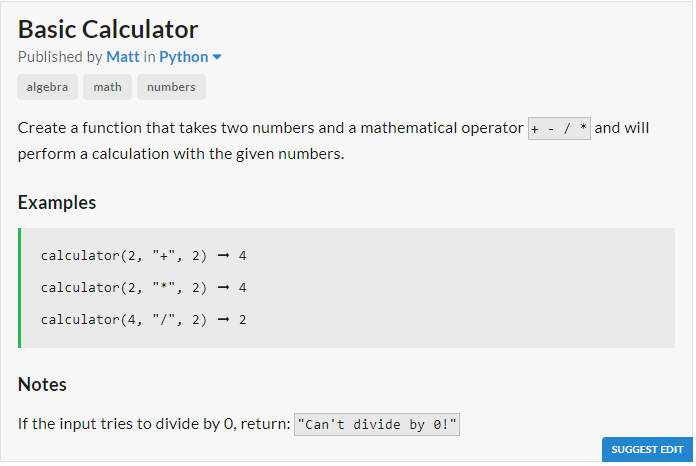 Basic Calculator
Published by Matt in Python
algebra math numbers
Create a function that takes two numbers and a mathematical operator + - / * and will
perform a calculation with the given numbers.
Examples
calculator(2, "+", 2) ➞ 4
calculator(2, "*", 2) ➞ 4
calculator(4, "/", 2) ➞ 2
Notes
If the input tries to divide by 0, return: "Can't divide by 0!"
SUGGEST EDIT